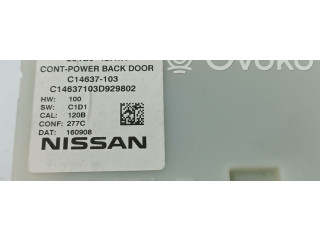 CONT-POWER BACK DOOR
C14637-103
C14637103D929802
HW: 100
SW: C1D1
CAL: 120B
CONF: 277C
DAT: 160908
NISSAN
Ovoko